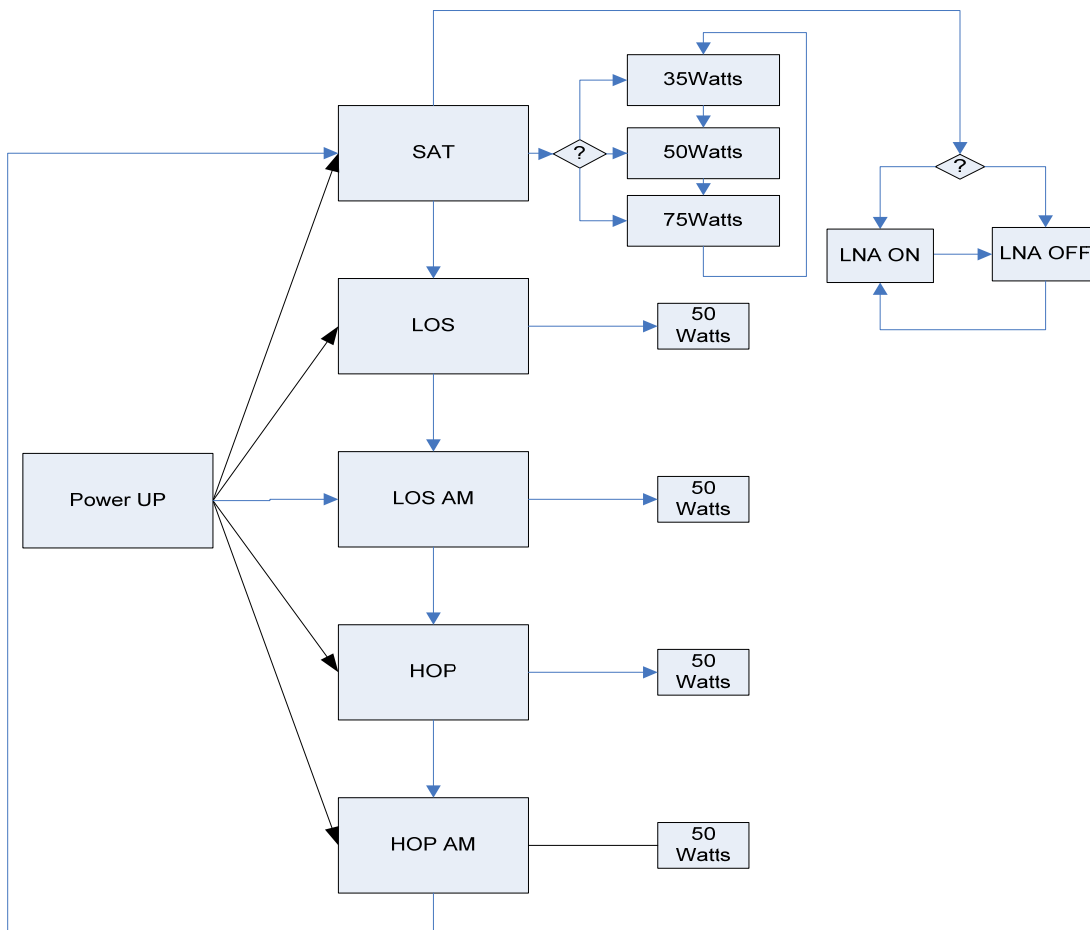 35Watts
SAT
?
50Watts
?
75Watts
LNA ON
LNA OFF
LOS
50
Watts
Power UP
LOS AM
50
Watts
HOP
50
Watts
HOP AM
50
Watts